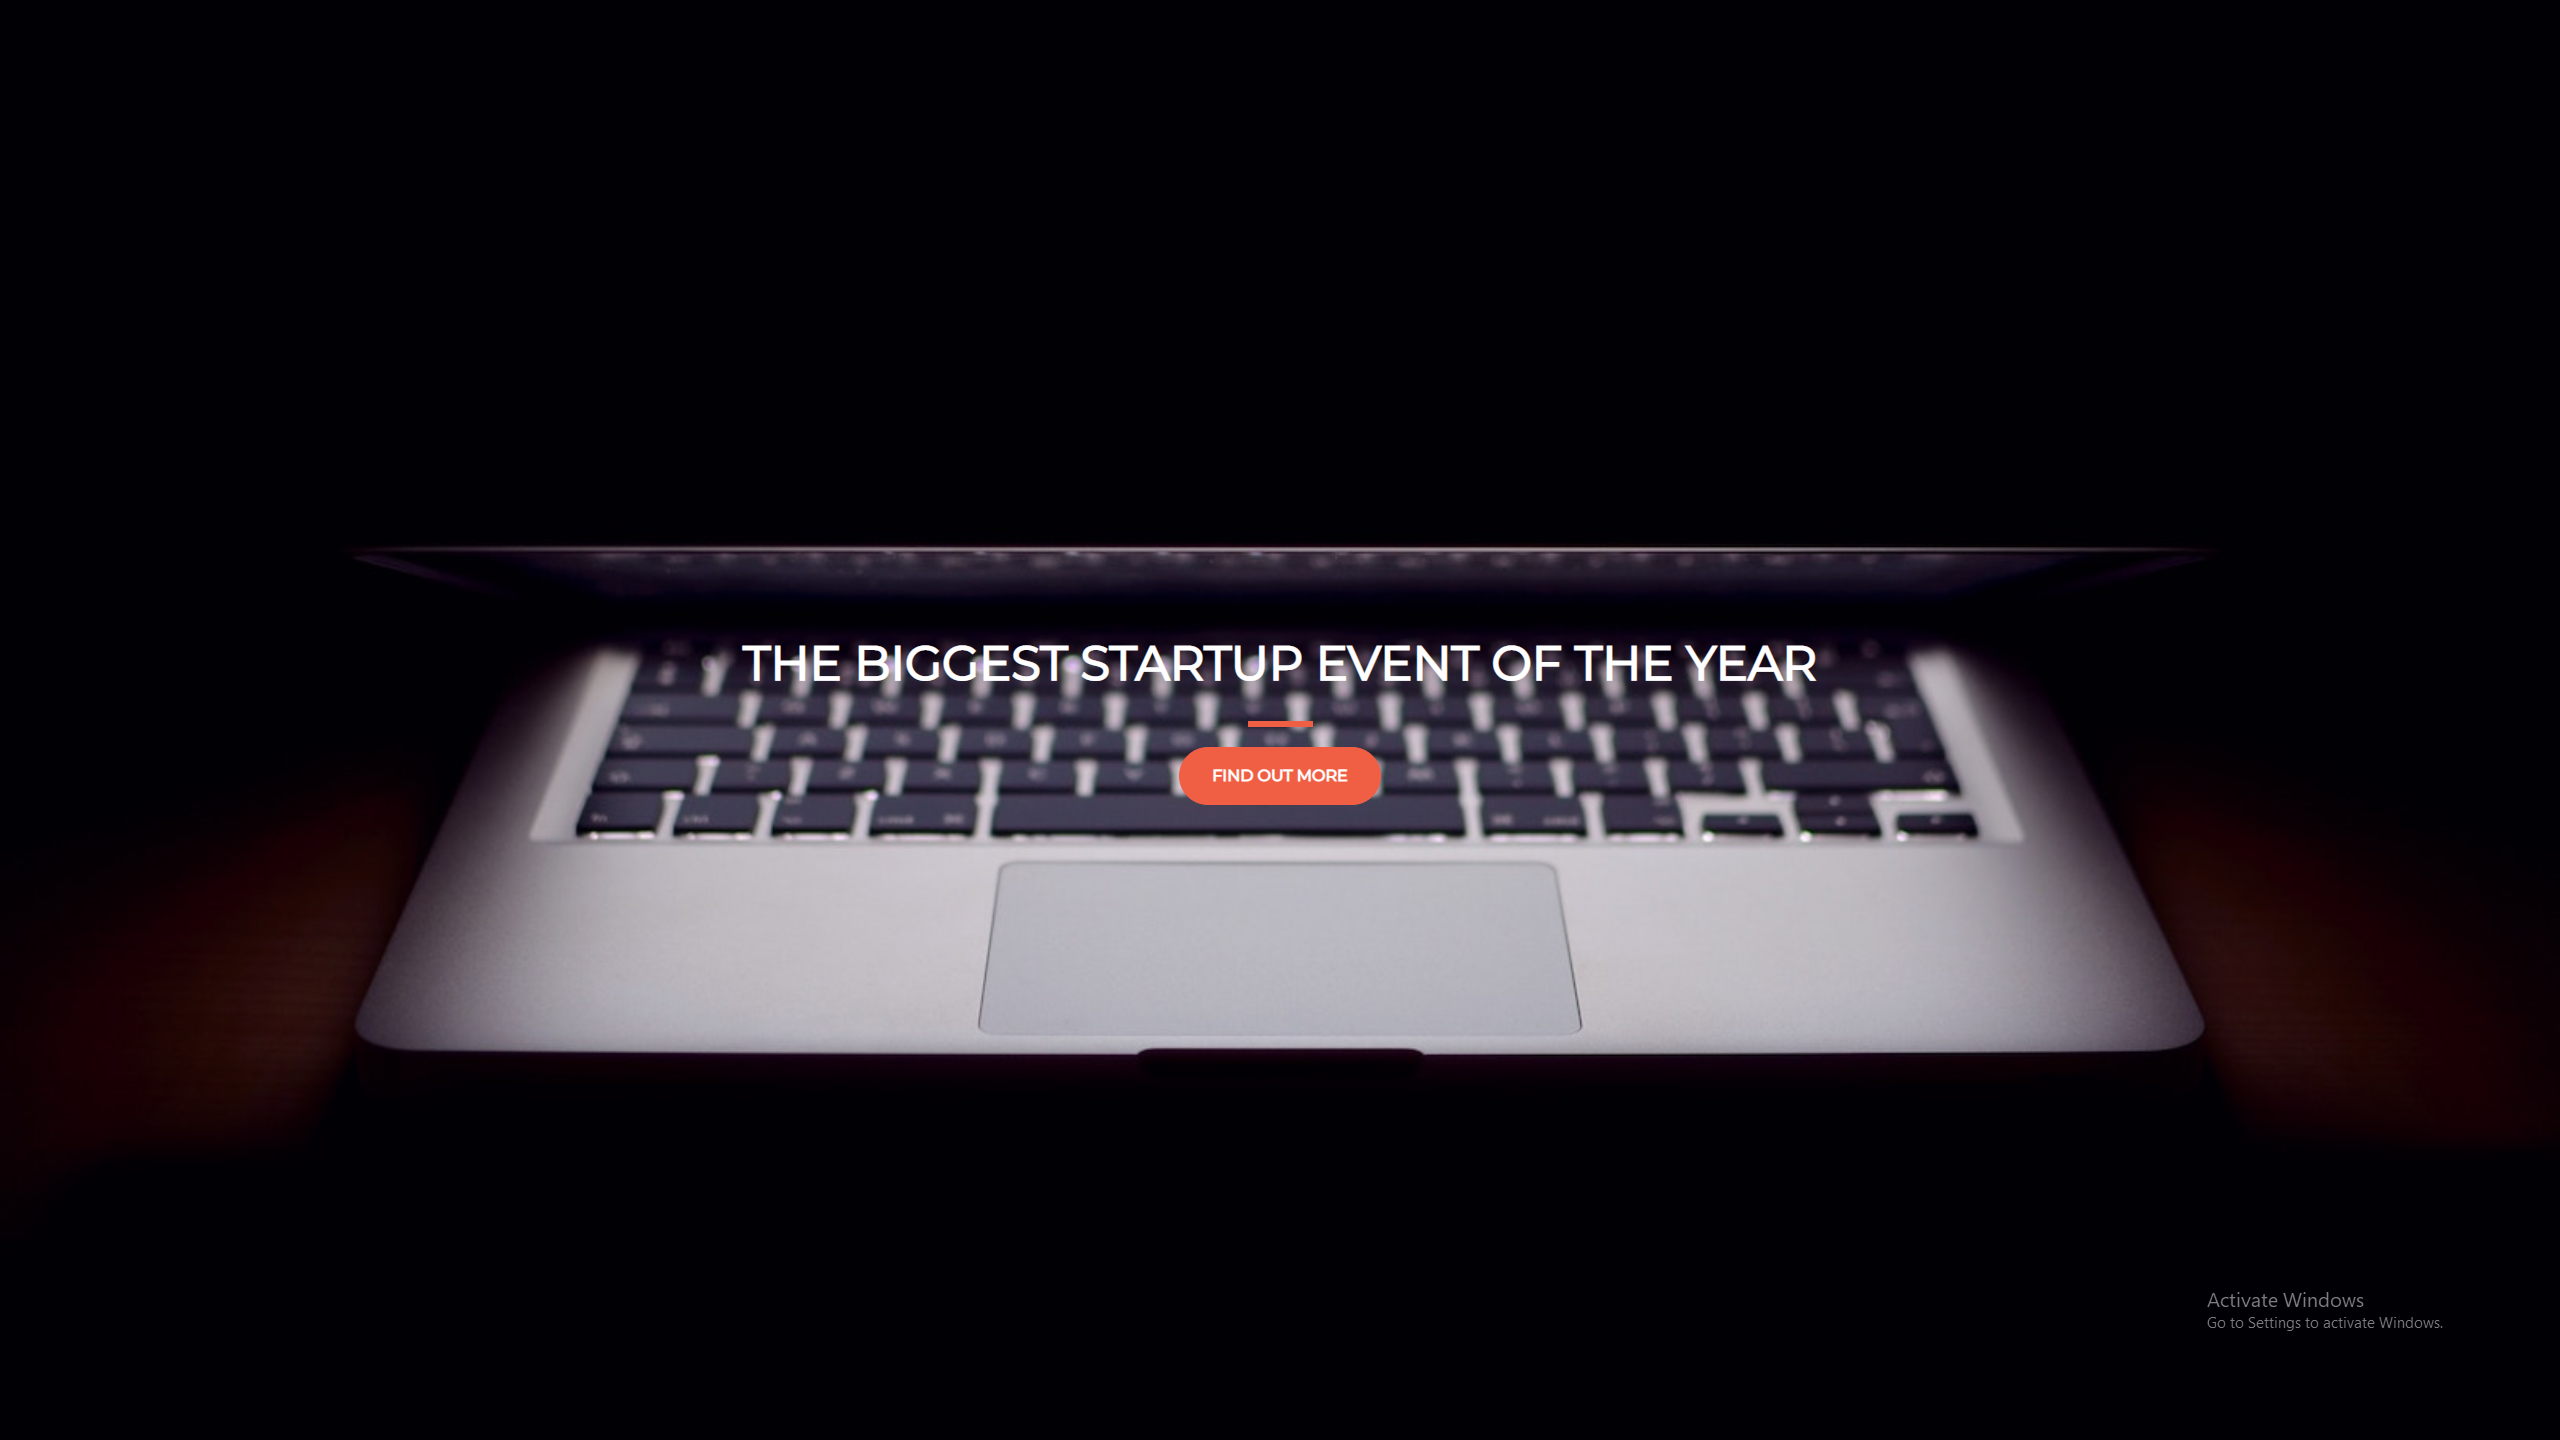 THE BIGGEST STARTUP EVENT OF THE YEAR
FIND OUT MORE
Activate Windows
Go to Settings to activate Windows.